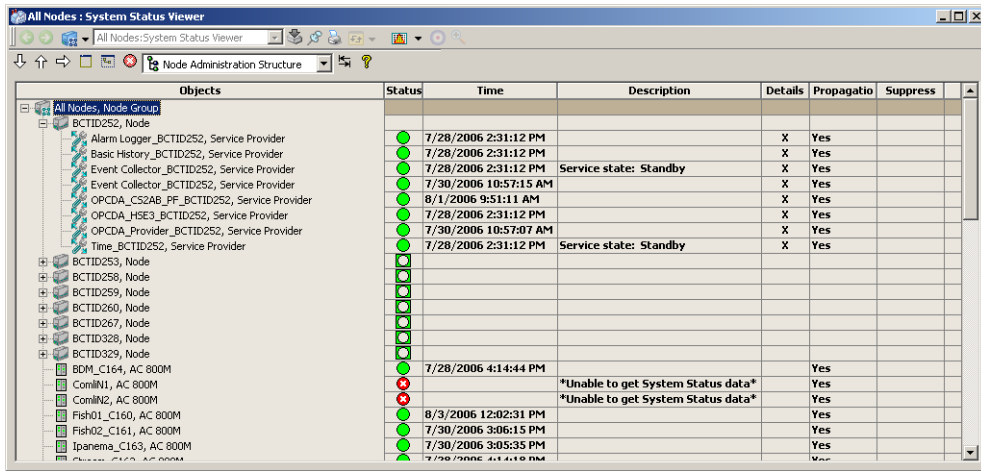 All Nodes : System Status Viewer
All Nodes:System Status Viewer
Node Administration Structure
Objects Status Time Description Details Propagatio Suppress
All Nodes, Node Group
BCTID252, Node
Alarm Logger_BCTID252, Service Provider 7/28/2006 2:31:12 PM X Yes
Basic History_BCTID252, Service Provider 7/28/2006 2:31:12 PM X Yes
Event Collector_BCTID252, Service Provider 7/28/2006 2:31:12 PM Service state: Standby X Yes
Event Collector_BCTID252, Service Provider 7/30/2006 10:57:15 AM X Yes
OPCDA_CS2AB_PF_BCTID252, Service Provider 8/1/2006 9:51:11 AM X Yes
OPCDA_HSE3_BCTID252, Service Provider 7/28/2006 2:31:12 PM X Yes
OPCDA_Provider_BCTID252, Service Provider 7/30/2006 10:57:07 AM X Yes
Time_BCTID252, Service Provider 7/28/2006 2:31:12 PM Service state: Standby X Yes
BCTID253, Node
BCTID258, Node
BCTID259, Node
BCTID260, Node
BCTID267, Node
BCTID328, Node
BCTID329, Node
BDM_C164, AC 800M 7/28/2006 4:14:44 PM Yes
ComliN1, AC 800M *Unable to get System Status data* Yes
ComliN2, AC 800M *Unable to get System Status data* Yes
Fish01_C160, AC 800M 8/3/2006 12:02:31 PM Yes
Fish02_C161, AC 800M 7/30/2006 3:06:15 PM Yes
Ipanema_C163, AC 800M 7/30/2006 3:05:35 PM Yes
7/28/2006 4:14:18 PM Yes